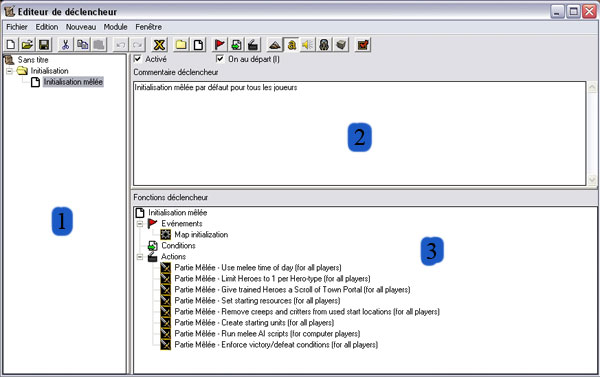 Editeur de déclencheur
Fichier Edition Nouveau Module Fenêtre
Sans titre
Initialisation
Initialisation mêlée
Activé On au départ (I)
Commentaire déclencheur
Initialisation mêlée par défaut pour tous les joueurs
1
2
Fonctions déclencheur
Initialisation mêlée
Evénements
Map initialization
Conditions
Actions
Partie Mêlée - Use melee time of day (for all players)
Partie Mêlée - Limit Heroes to 1 per Hero-type (for all players)
Partie Mêlée - Give trained Heroes a Scroll of Town Portal (for all players)
Partie Mêlée - Set starting resources (for all players)
Partie Mêlée - Remove creeps and critters from used start locations (for all players)
Partie Mêlée - Create starting units (for all players)
Partie Mêlée - Run melee AI scripts (for computer players)
Partie Mêlée - Enforce victory/defeat conditions (for all players)
3